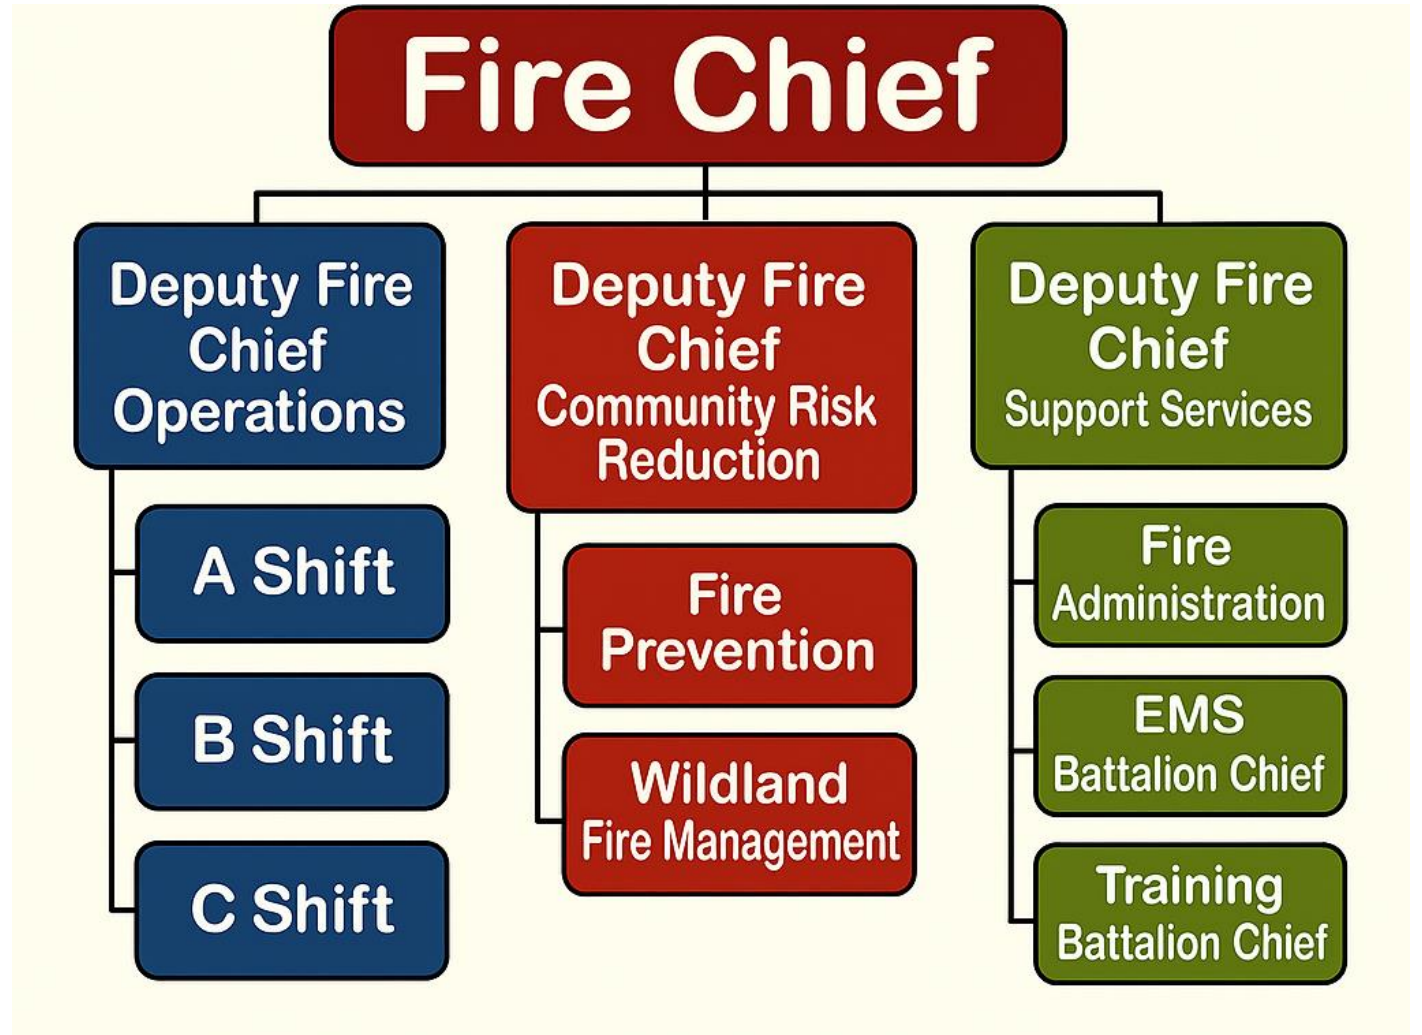 Fire Chief
Deputy Fire
Chief
Operations
A Shift
B Shift
C Shift
Deputy Fire
Chief
Community Risk
Reduction
Fire
Prevention
Wildland
Fire Management
Deputy Fire
Chief
Support Services
Fire
Administration
EMS
Battalion Chief
Training
Battalion Chief